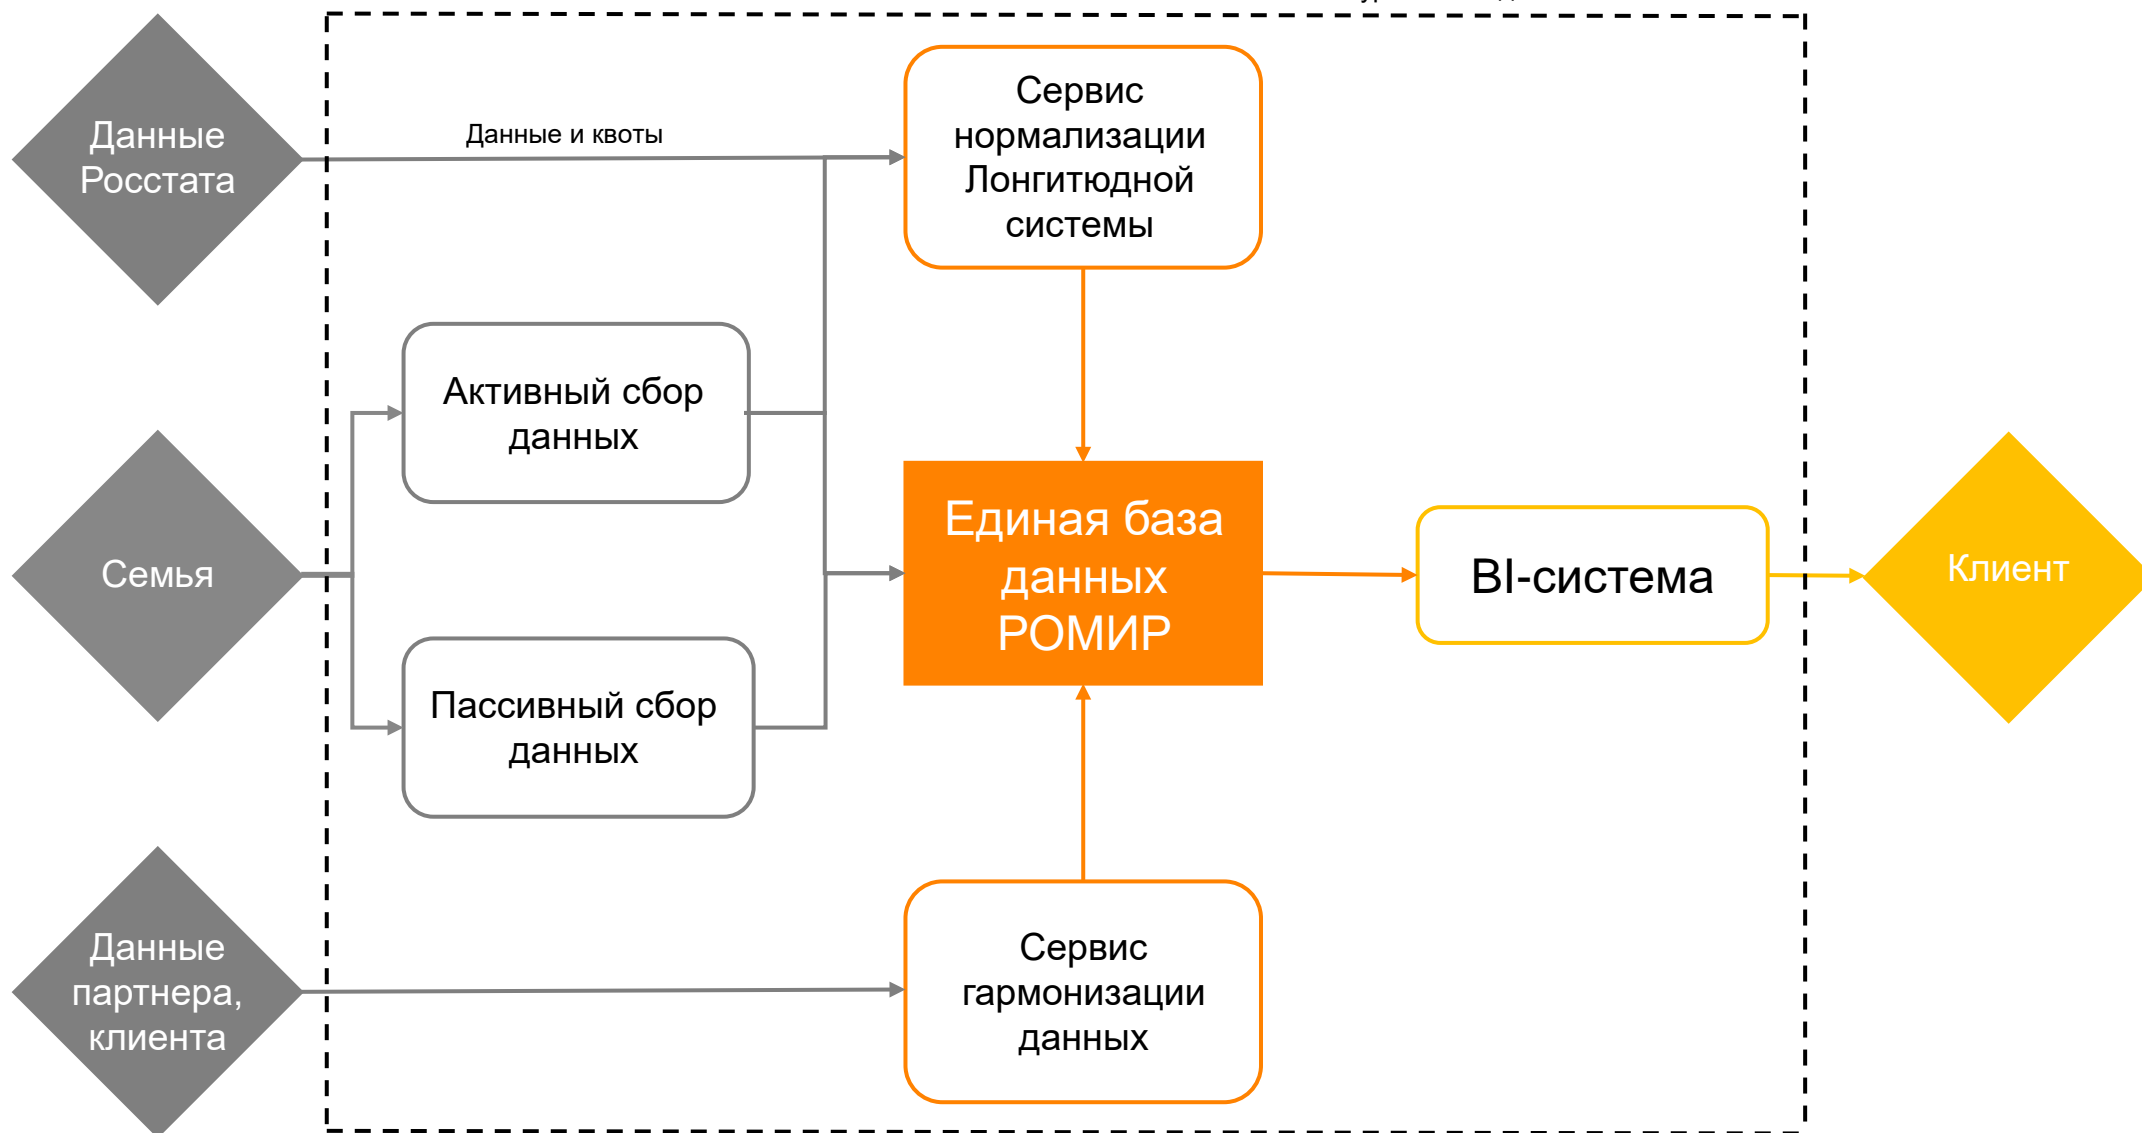 Данные
Росстата
Данные и квоты
Сервис
нормализации
Лонгитюдной
системы
Активный сбор
данных
Семья
Пассивный сбор
данных
Единая база
данных
РОМИР
BI-система
Клиент
Данные
партнера,
клиента
Сервис
гармонизации
данных